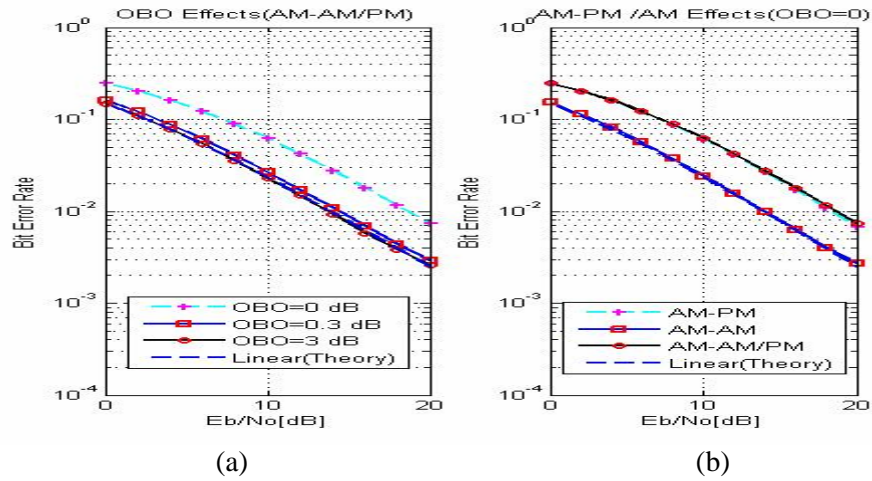 OBO Effects(AM-AM/PM)
10^0
10^-1
10^-2
10^-3
10^-4
Bit Error Rate
OBO=0 dB
OBO=0.3 dB
OBO=3 dB
Linear(Theory)
0
10
20
Eb/No[dB]
(a)
AM-PM /AM Effects(OBO=0)
10^0
10^-1
10^-2
10^-3
10^-4
Bit Error Rate
AM-PM
AM-AM
AM-AM/PM
Linear(Theory)
0
10
20
Eb/No[dB]
(b)